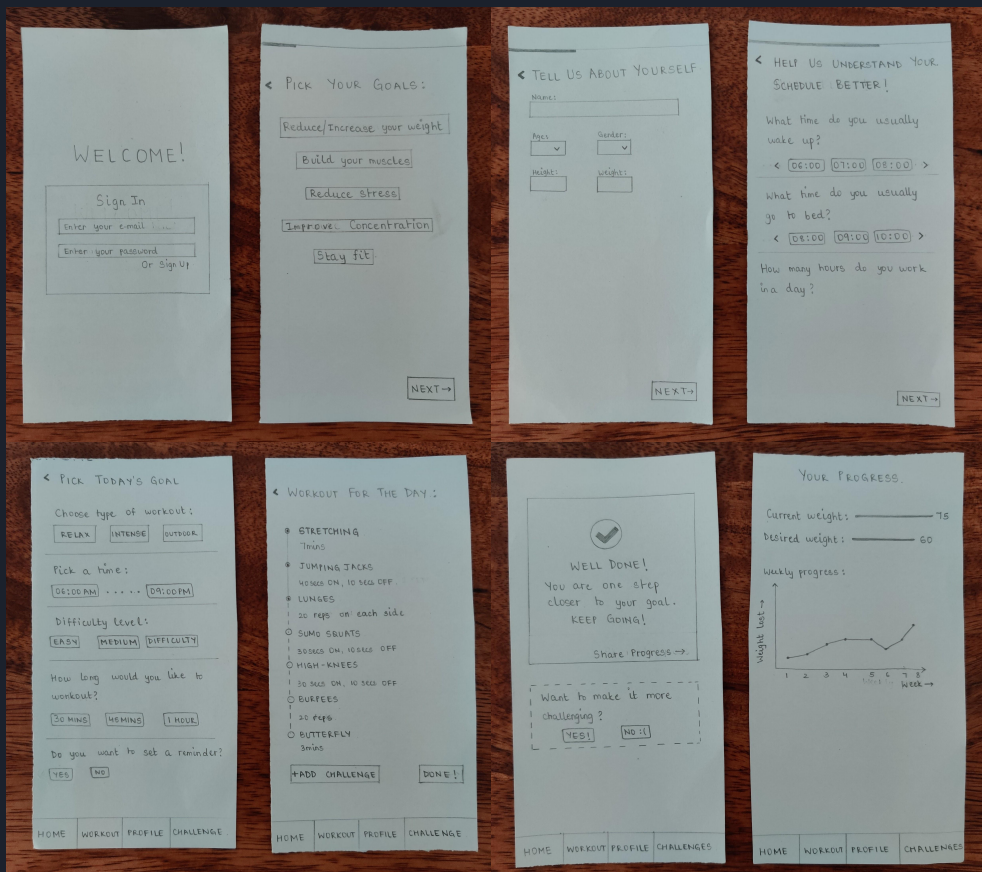 WELCOME!
Sign In
Enter your e-mail
Enter your password
Or Sign Up
< PICK YOUR GOALS:
Reduce/Increase your weight
Build your muscles
Reduce stress
Improve Concentration
Stay fit
NEXT→
< TELL US ABOUT YOURSELF
Name:
Age:
Gender:
Height:
Weight:
NEXT→
< HELP US UNDERSTAND YOUR
SCHEDULE BETTER!
What time do you usually
wake up?
< 06:00 07:00 08:00 >
What time do you usually
go to bed?
< 08:00 09:00 10:00 >
How many hours do you work
in a day?
NEXT→
< PICK TODAY'S GOAL
Choose type of workout:
RELAX INTENSE OUTDOOR
Pick a time:
06:00 AM ..... 09:00 PM
Difficulty Level:
EASY MEDIUM DIFFICULTY
How long would you like to
workout?
30 MINS 45 MINS 1 HOUR
Do you want to set a reminder?
YES NO
HOME WORKOUT PROFILE CHALLENGE
< WORKOUT FOR THE DAY:
STRETCHING
7mins
JUMPING JACKS
40 SECS ON, 10 SECS OFF
LUNGES
20 reps on each side
SUMO SQUATS
50 SECS ON, 10 SECS OFF
HIGH-KNEES
30 SECS ON, 10 SECS OFF
BURPEES
20 reps
BUTTERFLY
3mins
+ADD CHALLENGE DONE!
HOME WORKOUT PROFILE CHALLENGE
WELL DONE!
You are one step
closer to your goal.
KEEP GOING!
Share Progress →
Want to make it more
challenging?
YES! NO :(
HOME WORKOUT PROFILE CHALLENGES
YOUR PROGRESS
Current weight: 75
Desired weight: 60
Weekly progress:
Weight Lost →
1 2 3 4 5 6 7 8
Week →
HOME WORKOUT PROFILE CHALLENGES